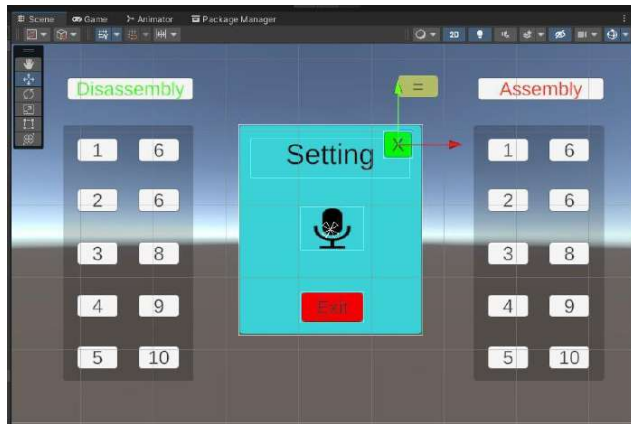 Scene Game Animator Package Manager
2D
Disassembly = Assembly
Setting X
1 6 1 6
2 6 2 6
3 8 3 8
4 9 Exit 4 9
5 10 5 10